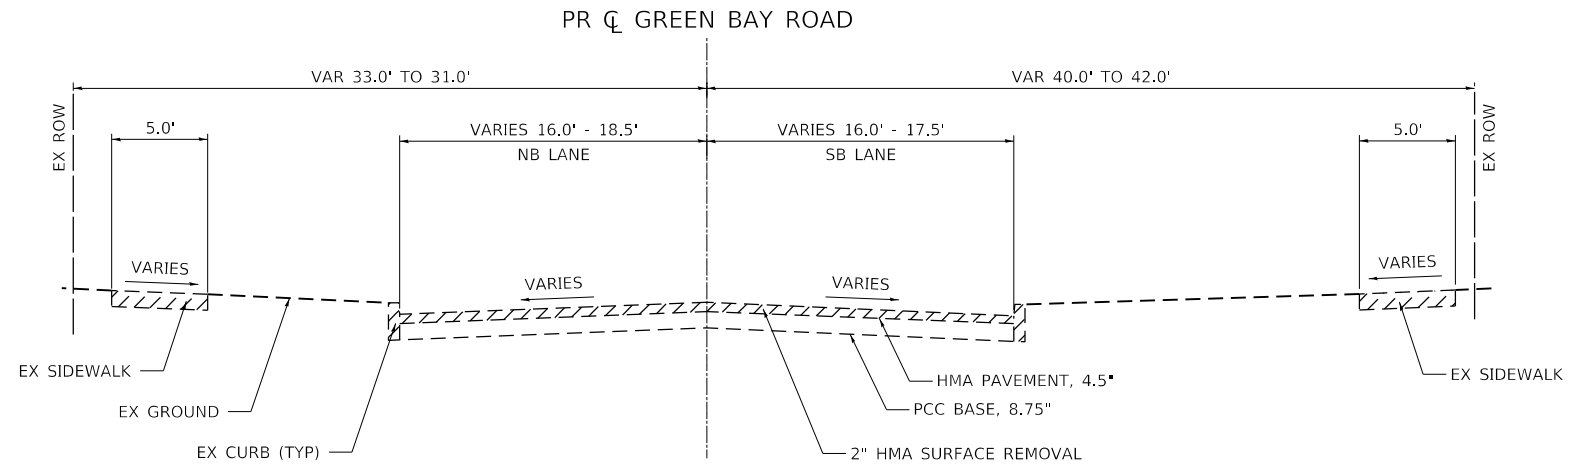 PR ℄ GREEN BAY ROAD
VAR 33.0' TO 31.0'
VAR 40.0' TO 42.0'
EX ROW
5.0'
VARIES 16.0' - 18.5'
NB LANE
VARIES 16.0' - 17.5'
SB LANE
5.0'
EX ROW
VARIES
VARIES
VARIES
VARIES
EX SIDEWALK
EX GROUND
EX CURB (TYP)
HMA PAVEMENT, 4.5"
PCC BASE, 8.75"
2" HMA SURFACE REMOVAL
EX SIDEWALK